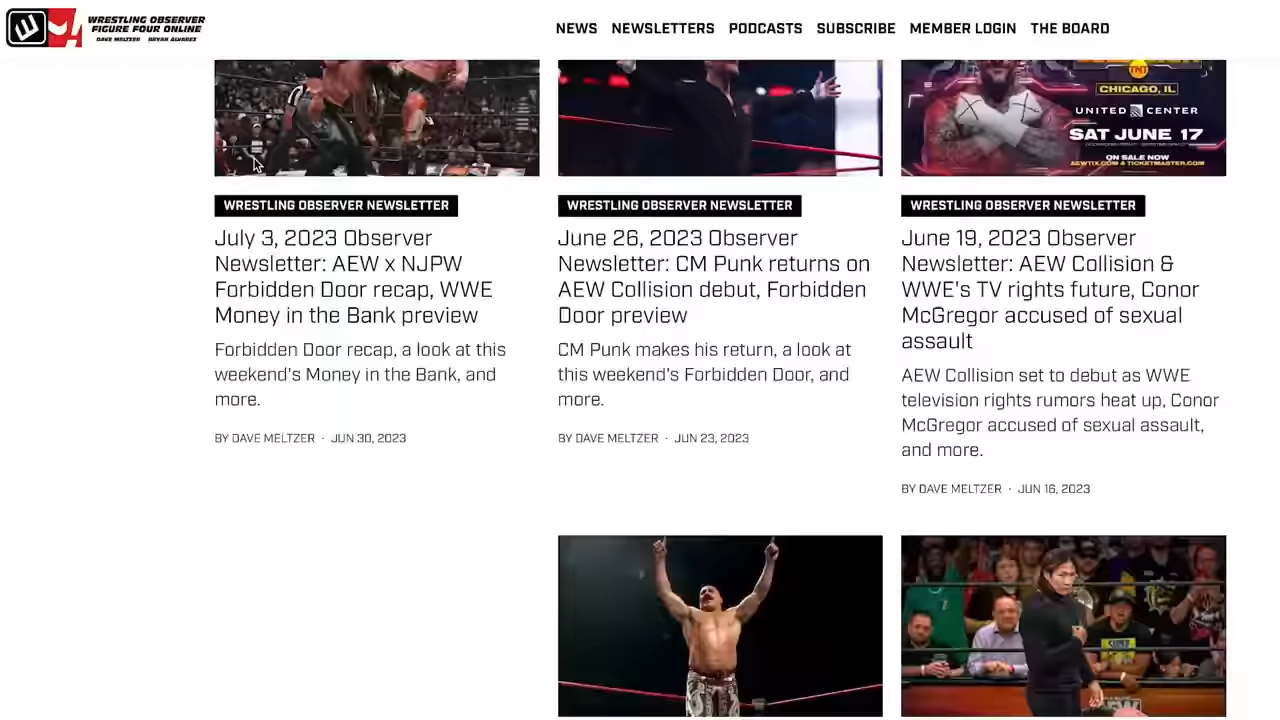 WRESTLING OBSERVER
FIGURE FOUR ONLINE
DAVE MELTZER BRYAN ALVAREZ
NEWS NEWSLETTERS PODCASTS SUBSCRIBE MEMBER LOGIN THE BOARD
CHICAGO, IL
UNITED CENTER
SAT JUNE 17
ON SALE NOW
AEWTIX.COM & TICKETMASTER.COM
WRESTLING OBSERVER NEWSLETTER
July 3, 2023 Observer
Newsletter: AEW x NJPW
Forbidden Door recap, WWE
Money in the Bank preview
Forbidden Door recap, a look at this
weekend's Money in the Bank, and
more.
BY DAVE MELTZER · JUN 30, 2023
WRESTLING OBSERVER NEWSLETTER
June 26, 2023 Observer
Newsletter: CM Punk returns on
AEW Collision debut, Forbidden
Door preview
CM Punk makes his return, a look at
this weekend's Forbidden Door, and
more.
BY DAVE MELTZER · JUN 23, 2023
WRESTLING OBSERVER NEWSLETTER
June 19, 2023 Observer
Newsletter: AEW Collision &
WWE's TV rights future, Conor
McGregor accused of sexual
assault
AEW Collision set to debut as WWE
television rights rumors heat up, Conor
McGregor accused of sexual assault,
and more.
BY DAVE MELTZER · JUN 16, 2023